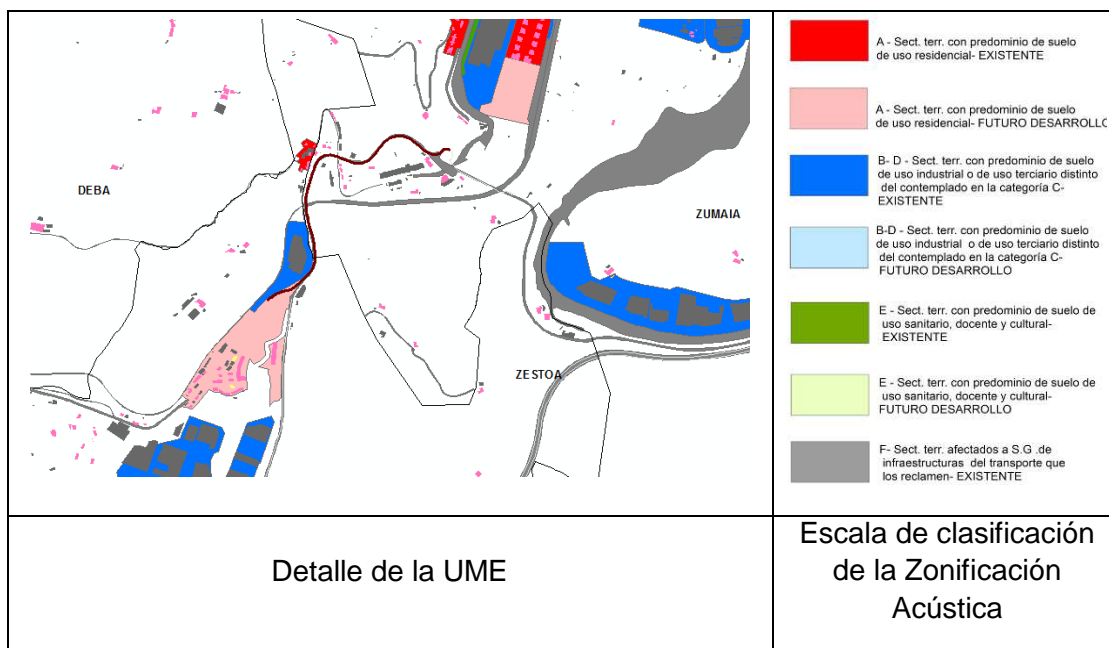 DEBA
ZUMAIA
ZESTOA
A - Sect. terr. con predominio de suelo
de uso residencial- EXISTENTE
A - Sect. terr. con predominio de suelo
de uso residencial- FUTURO DESARROLLO
B- D - Sect. terr. con predominio de suelo
de uso industrial o de uso terciario distinto
del contemplado en la categoría C-
EXISTENTE
B-D - Sect. terr. con predominio de suelo
de uso industrial o de uso terciario distinto
del contemplado en la categoría C-
FUTURO DESARROLLO
E - Sect. terr. con predominio de suelo de
uso sanitario, docente y cultural-
EXISTENTE
E - Sect. terr. con predominio de suelo de
uso sanitario, docente y cultural-
FUTURO DESARROLLO
F- Sect. terr. afectados a S.G .de
infraestructuras del transporte que
los reclamen- EXISTENTE
Detalle de la UME
Escala de clasificación
de la Zonificación
Acústica